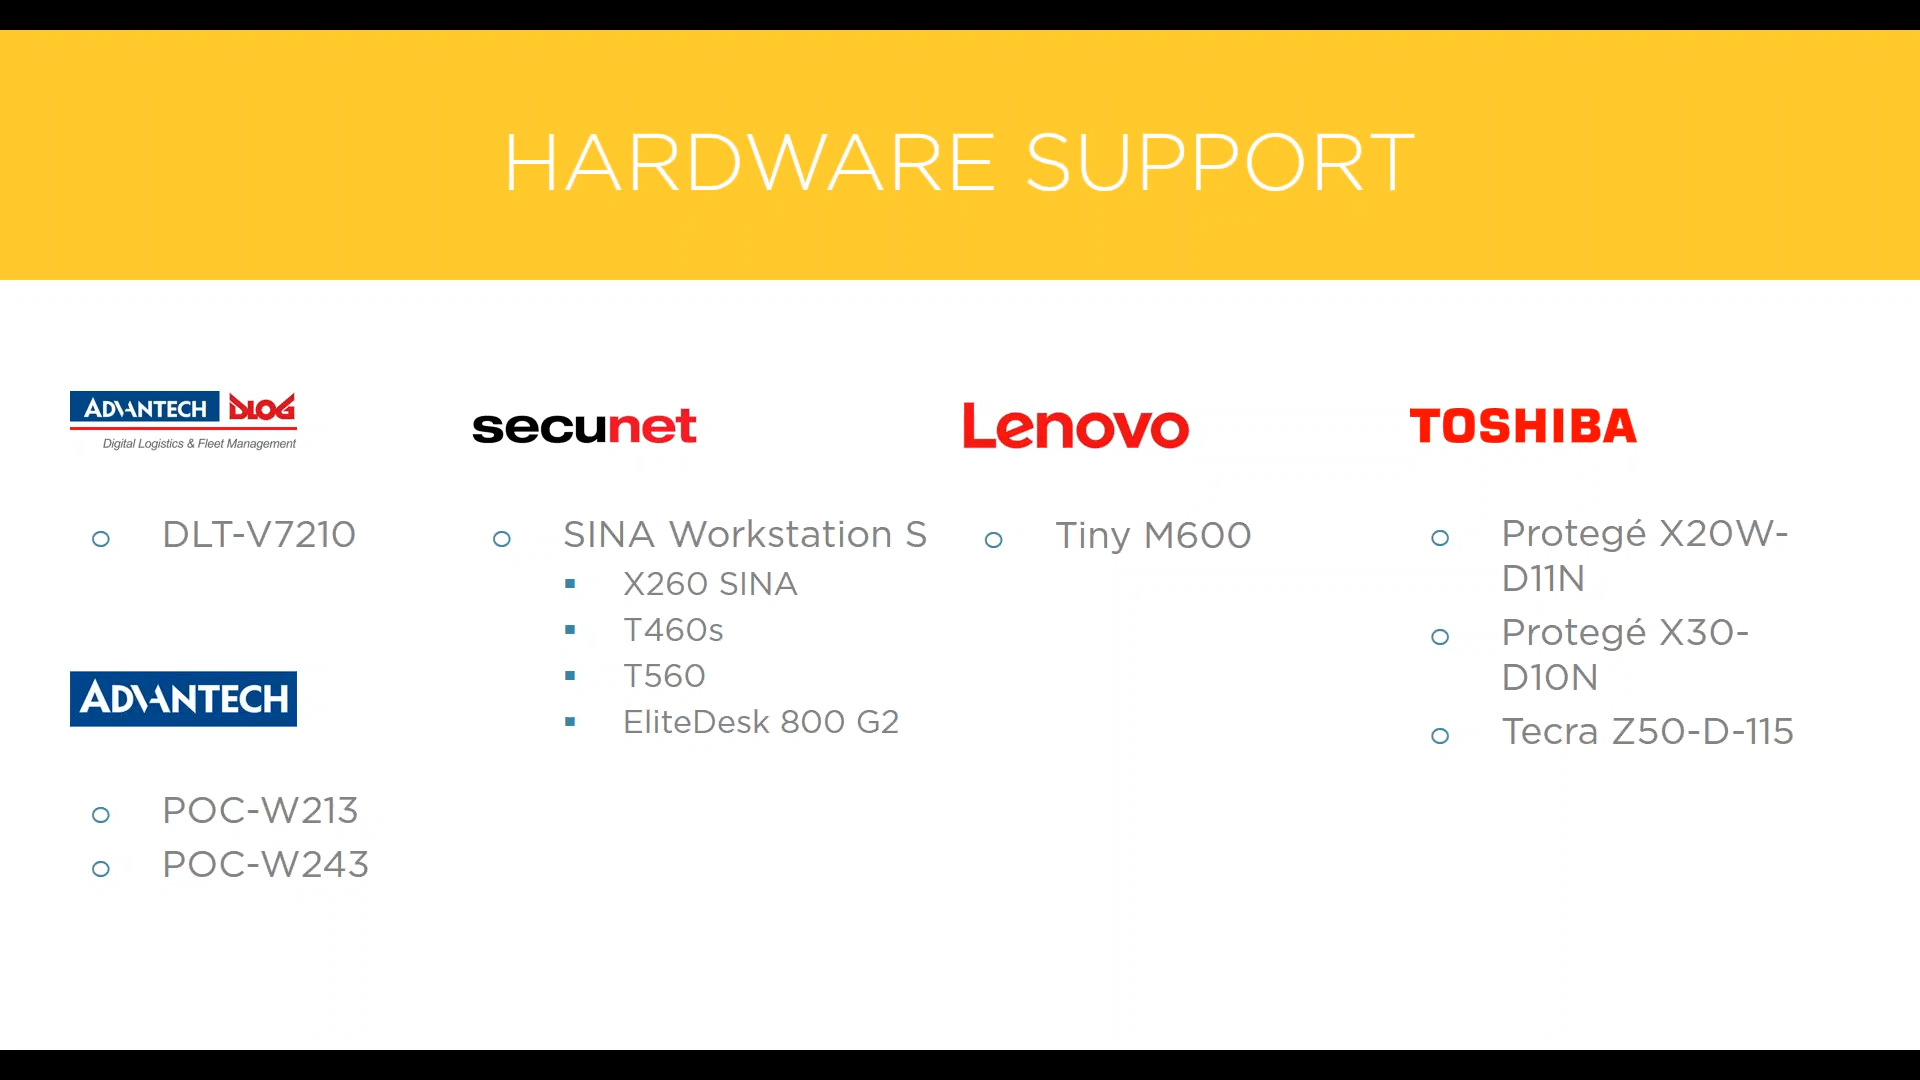 HARDWARE SUPPORT
ADVANTECH DLOG
Digital Logistics & Fleet Management
DLT-V7210
ADVANTECH
POC-W213
POC-W243
secunet
SINA Workstation S
X260 SINA
T460s
T560
EliteDesk 800 G2
Lenovo
Tiny M600
TOSHIBA
Protegé X20W-
D11N
Protegé X30-
D10N
Tecra Z50-D-115